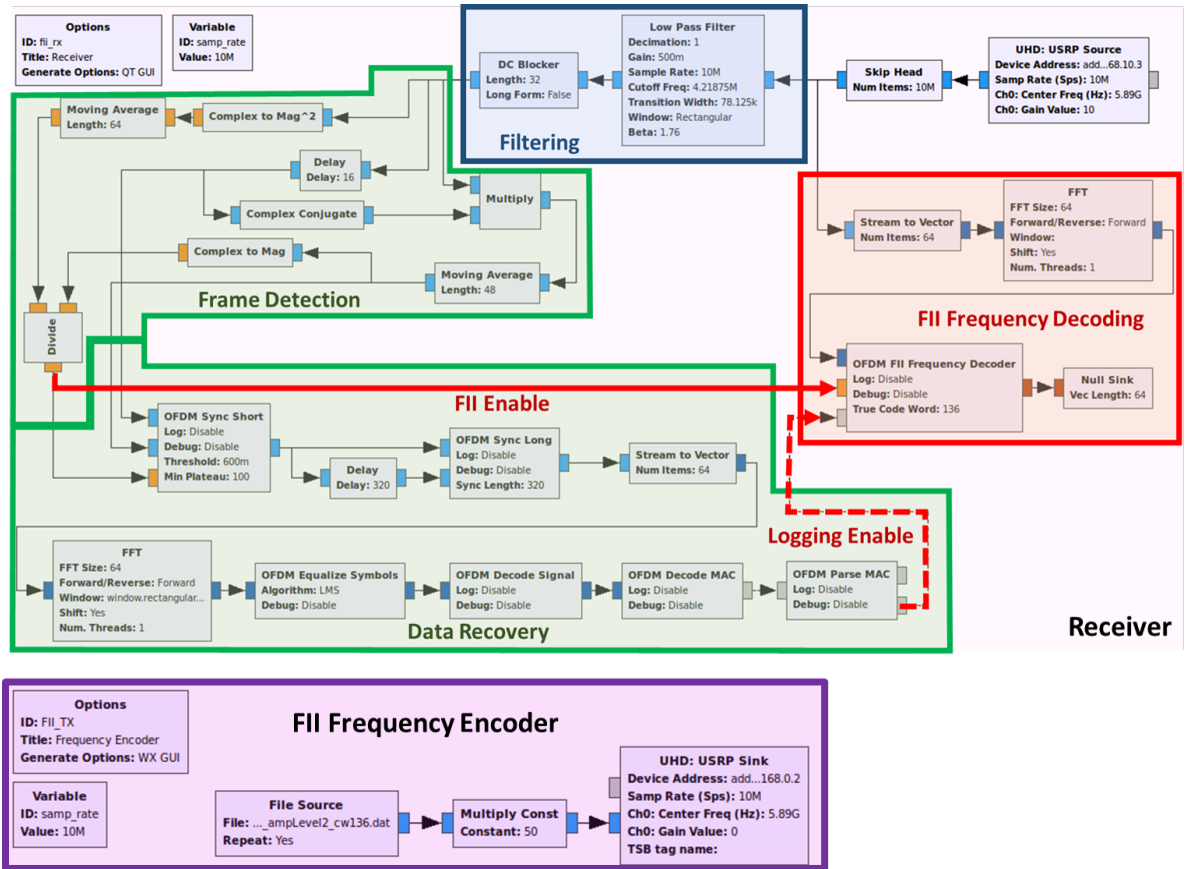 Options
ID: fii_rx
Title: Receiver
Generate Options: QT GUI
Variable
ID: samp_rate
Value: 10M
DC Blocker
Length: 32
Long Form: False
Low Pass Filter
Decimation: 1
Gain: 500m
Sample Rate: 10M
Cutoff Freq: 4.21875M
Transition Width: 78.125k
Window: Rectangular
Beta: 1.76
Filtering
Skip Head
Num Items: 10M
UHD: USRP Source
Device Address: add...68.10.3
Samp Rate (Sps): 10M
Ch0: Center Freq (Hz): 5.89G
Ch0: Gain Value: 10
Moving Average
Length: 64
Complex to Mag^2
Delay
Delay: 16
Complex Conjugate
Multiply
Complex to Mag
Moving Average
Length: 48
Frame Detection
Divide
Stream to Vector
Num Items: 64
FFT
FFT Size: 64
Forward/Reverse: Forward
Window:
Shift: Yes
Num. Threads: 1
FII Frequency Decoding
OFDM FII Frequency Decoder
Log: Disable
Debug: Disable
True Code Word: 136
Null Sink
Vec Length: 64
FII Enable
OFDM Sync Short
Log: Disable
Debug: Disable
Threshold: 600m
Min Plateau: 100
Delay
Delay: 320
OFDM Sync Long
Log: Disable
Debug: Disable
Sync Length: 320
Stream to Vector
Num Items: 64
Logging Enable
FFT
FFT Size: 64
Forward/Reverse: Forward
Window: window.rectangular...
Shift: Yes
Num. Threads: 1
OFDM Equalize Symbols
Algorithm: LMS
Debug: Disable
OFDM Decode Signal
Log: Disable
Debug: Disable
OFDM Decode MAC
Log: Disable
Debug: Disable
OFDM Parse MAC
Log: Disable
Debug: Disable
Data Recovery
Receiver
Options
ID: FII_TX
Title: Frequency Encoder
Generate Options: WX GUI
FII Frequency Encoder
Variable
ID: samp_rate
Value: 10M
File Source
File: ..._ampLevel2_cw136.dat
Repeat: Yes
Multiply Const
Constant: 50
UHD: USRP Sink
Device Address: add...168.0.2
Samp Rate (Sps): 10M
Ch0: Center Freq (Hz): 5.89G
Ch0: Gain Value: 0
TSB tag name: